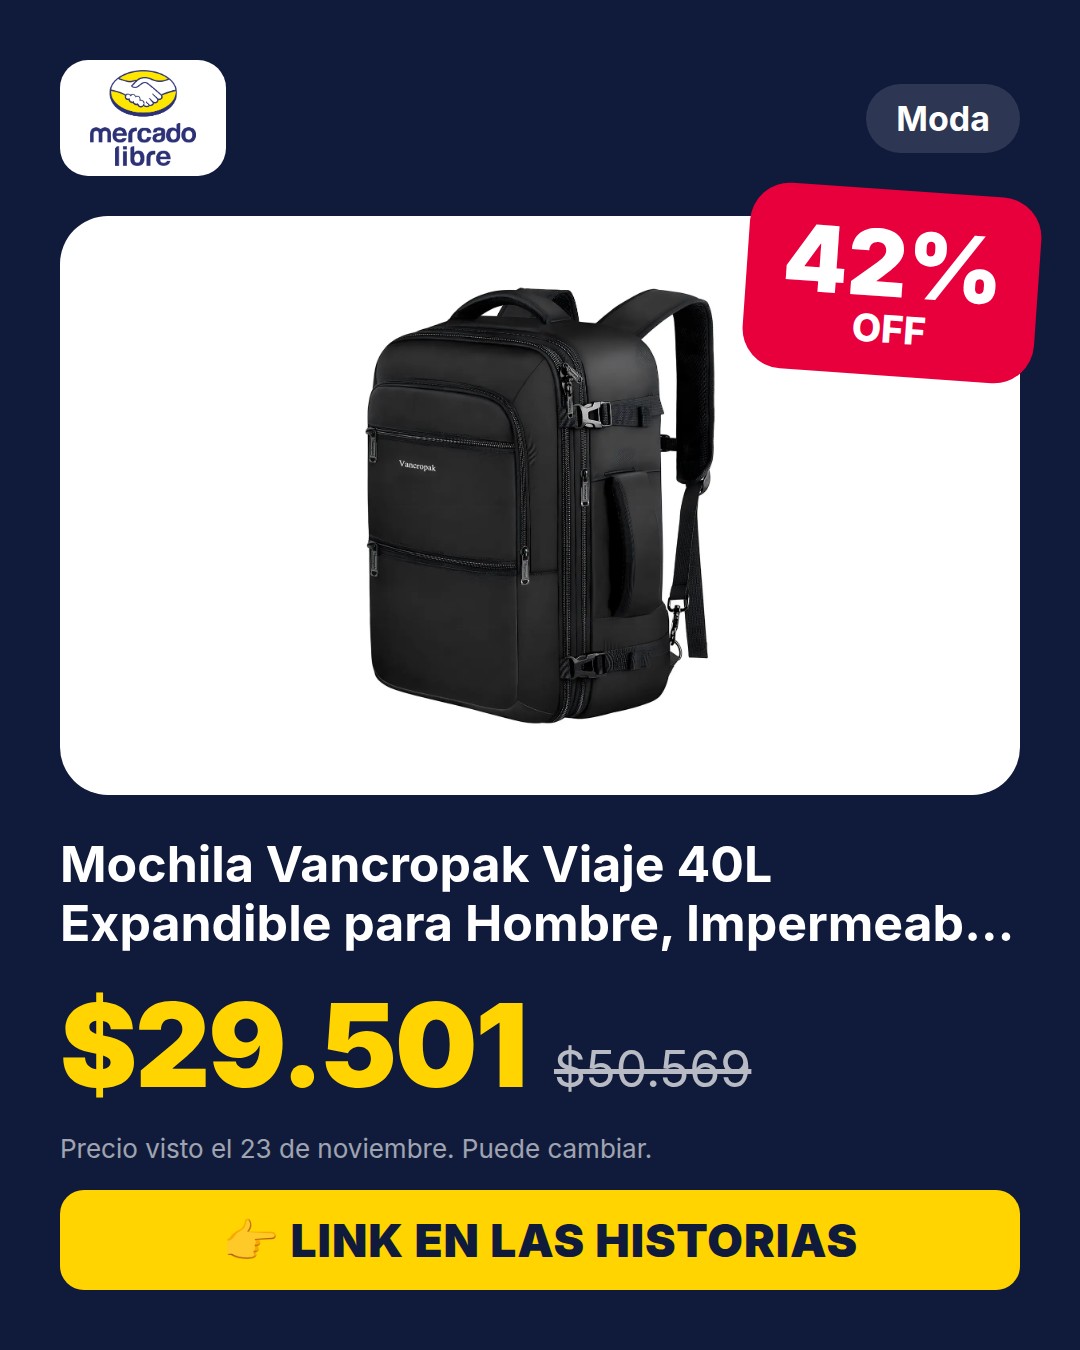 mercado
libre
Moda
42%
OFF
Vancropak
Mochila Vancropak Viaje 40L
Expandible para Hombre, Impermeab...
$29.501 $50.569
Precio visto el 23 de noviembre. Puede cambiar.
👉 LINK EN LAS HISTORIAS